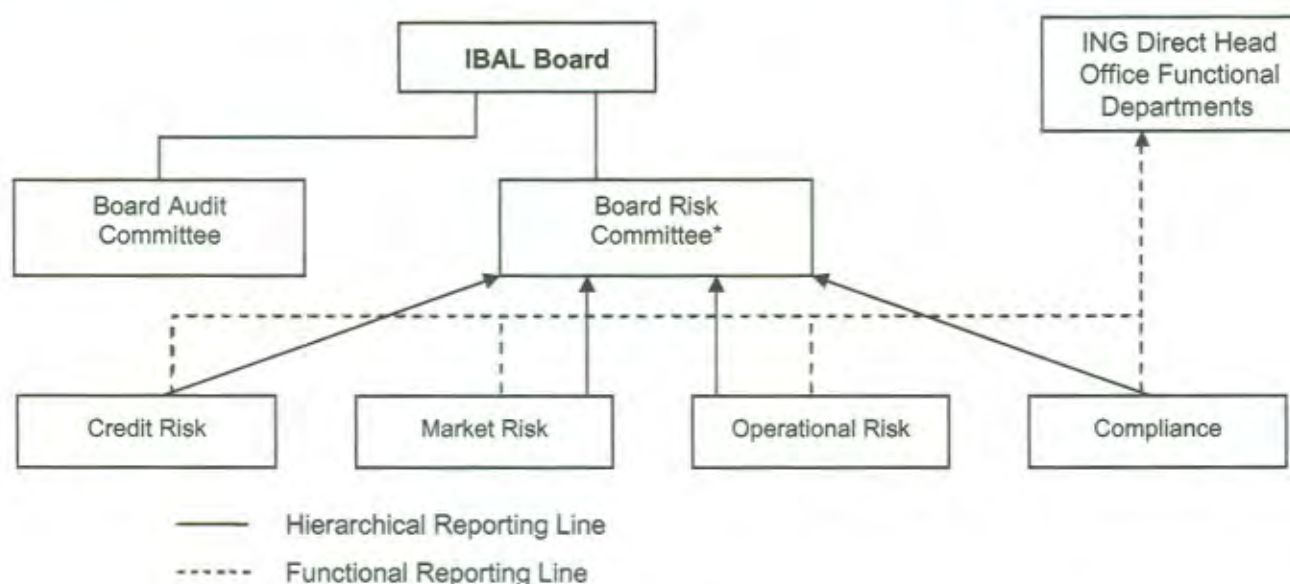 IBAL Board
ING Direct Head
Office Functional
Departments
Board Audit
Committee
Board Risk
Committee*
Credit Risk
Market Risk
Operational Risk
Compliance
Hierarchical Reporting Line
Functional Reporting Line